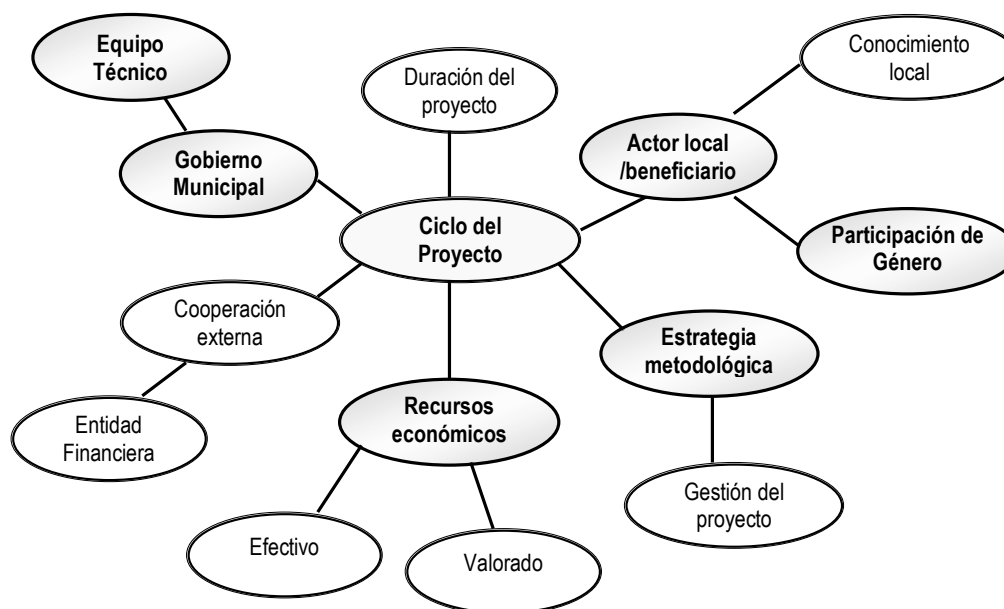 Equipo
Técnico
Conocimiento
local
Duración del
proyecto
Actor local
/beneficiario
Gobierno
Municipal
Ciclo del
Proyecto
Participación de
Género
Cooperación
externa
Estrategia
metodológica
Recursos
económicos
Entidad
Financiera
Gestión del
proyecto
Efectivo
Valorado